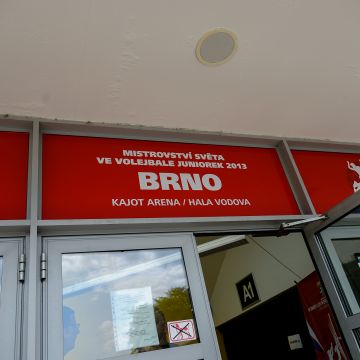 MISTROVSTVÍ SVĚTA
VE VOLEJBALE JUNIOREK 2013
BRNO
KAJOT ARENA / HALA VODOVA
A1